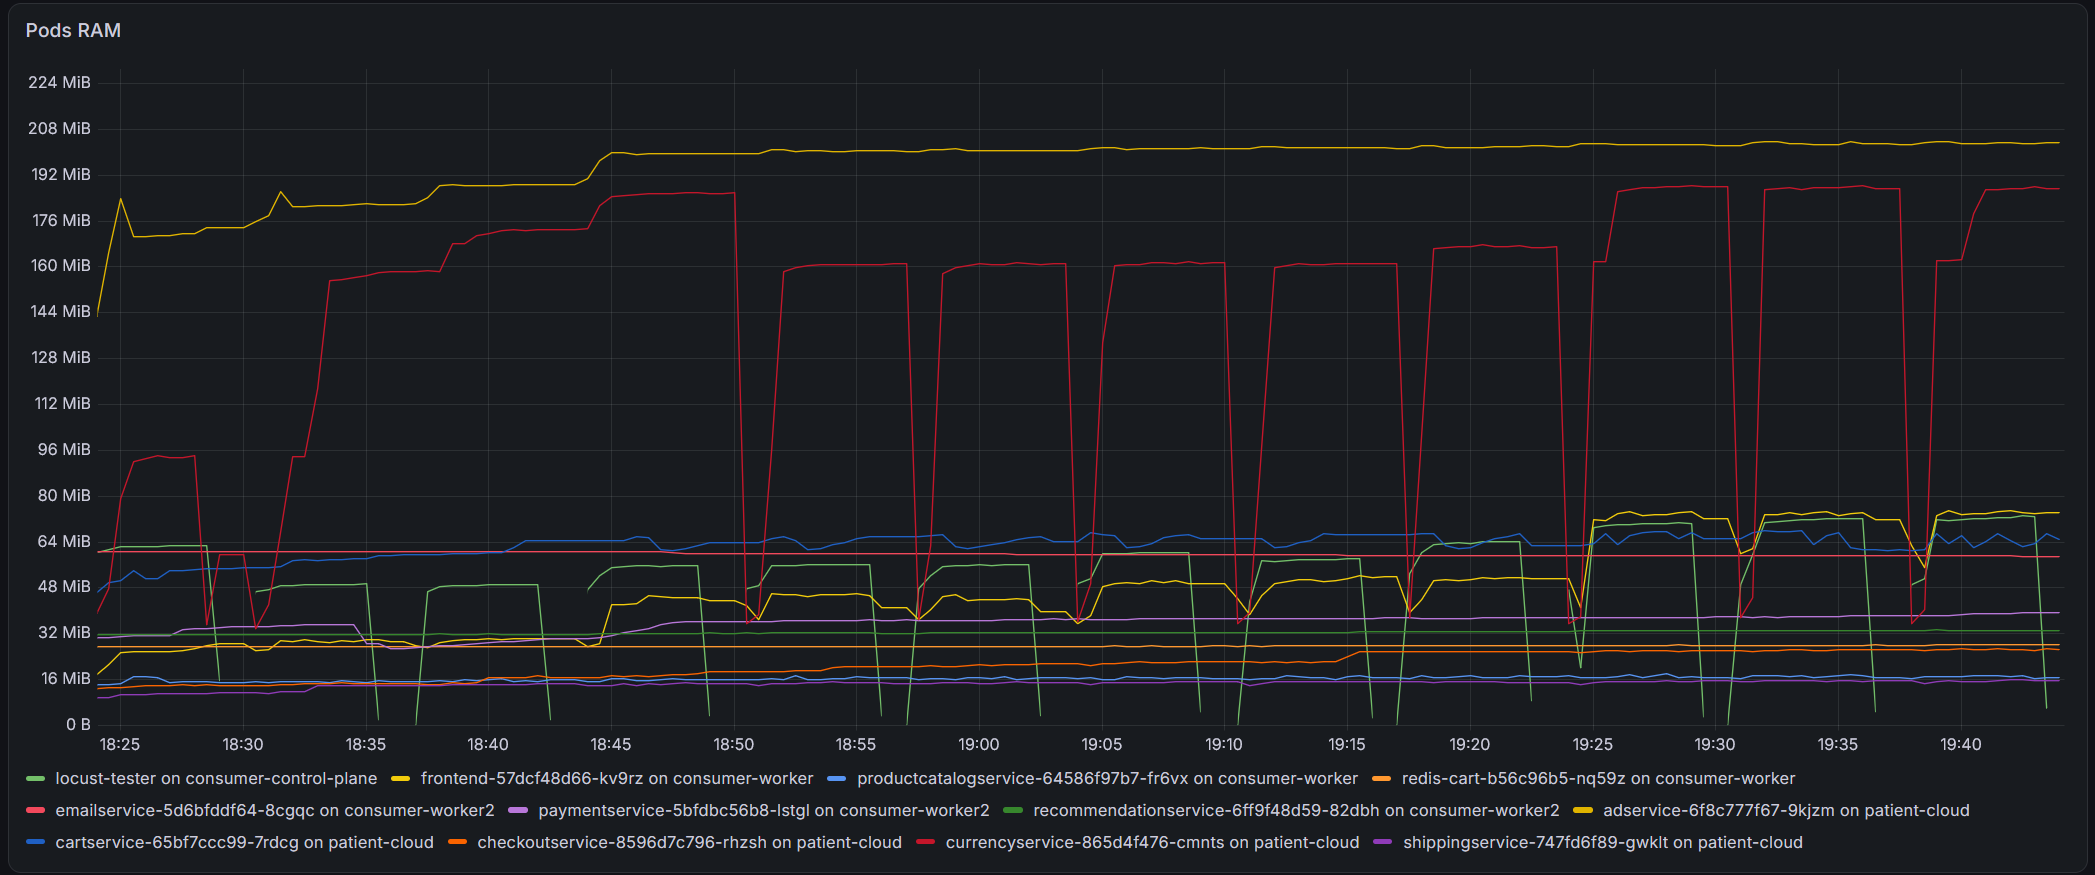 Pods RAM
224 MiB
208 MiB
192 MiB
176 MiB
160 MiB
144 MiB
128 MiB
112 MiB
96 MiB
80 MiB
64 MiB
48 MiB
32 MiB
16 MiB
0 B
18:25 18:30 18:35 18:40 18:45 18:50 18:55 19:00 19:05 19:10 19:15 19:20 19:25 19:30 19:35 19:40
locust-tester on consumer-control-plane frontend-57dcf48d66-kv9rz on consumer-worker productcatalogservice-64586f97b7-fr6vx on consumer-worker redis-cart-b56c96b5-nq59z on consumer-worker
emailservice-5d6bfddf64-8cgqc on consumer-worker2 paymentservice-5bfdbc56b8-lstgl on consumer-worker2 recommendationservice-6ff9f48d59-82dbh on consumer-worker2 adservice-6f8c777f67-9kjzm on patient-cloud
cartservice-65bf7ccc99-7rdcg on patient-cloud checkoutservice-8596d7c796-rhzsh on patient-cloud currencyservice-865d4f476-cmnts on patient-cloud shippingservice-747fd6f89-gwklt on patient-cloud